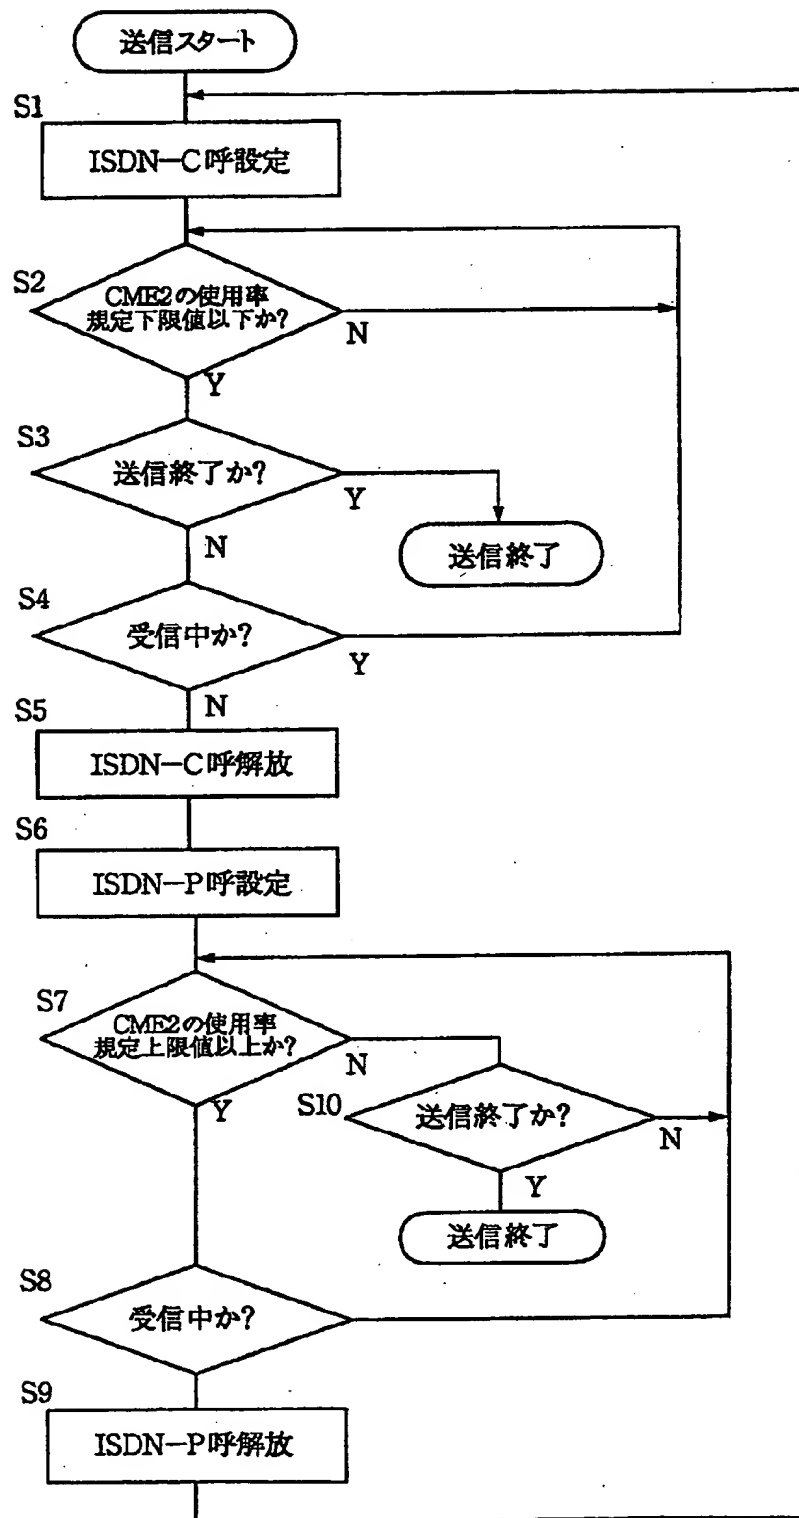 送信スタート
S1
ISDN-C呼設定
S2
CME2の使用率
規定下限値以下か?
N
Y
S3
送信終了か?
Y
N
送信終了
S4
受信中か?
Y
N
S5
ISDN-C呼解放
S6
ISDN-P呼設定
S7
CME2の使用率
規定上限値以上か?
N
Y
S10
送信終了か?
N
Y
送信終了
S8
受信中か?
S9
ISDN-P呼解放